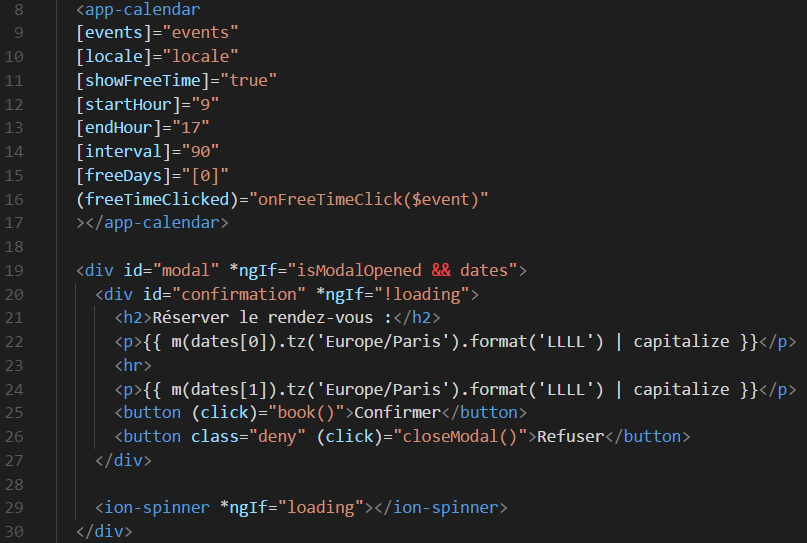 8 <app-calendar
9 [events]="events"
10 [locale]="locale"
11 [showFreeTime]="true"
12 [startHour]="9"
13 [endHour]="17"
14 [interval]="90"
15 [freeDays]="[0]"
16 (freeTimeClicked)="onFreeTimeClick($event)"
17 ></app-calendar>
18
19 <div id="modal" *ngIf="isModalOpened && dates">
20 <div id="confirmation" *ngIf="!loading">
21 <h2>Réserver le rendez-vous :</h2>
22 <p>{{ m(dates[0]).tz('Europe/Paris').format('LLLL') | capitalize }}</p>
23 <hr>
24 <p>{{ m(dates[1]).tz('Europe/Paris').format('LLLL') | capitalize }}</p>
25 <button (click)="book()">Confirmer</button>
26 <button class="deny" (click)="closeModal()">Refuser</button>
27 </div>
28
29 <ion-spinner *ngIf="loading"></ion-spinner>
30 </div>